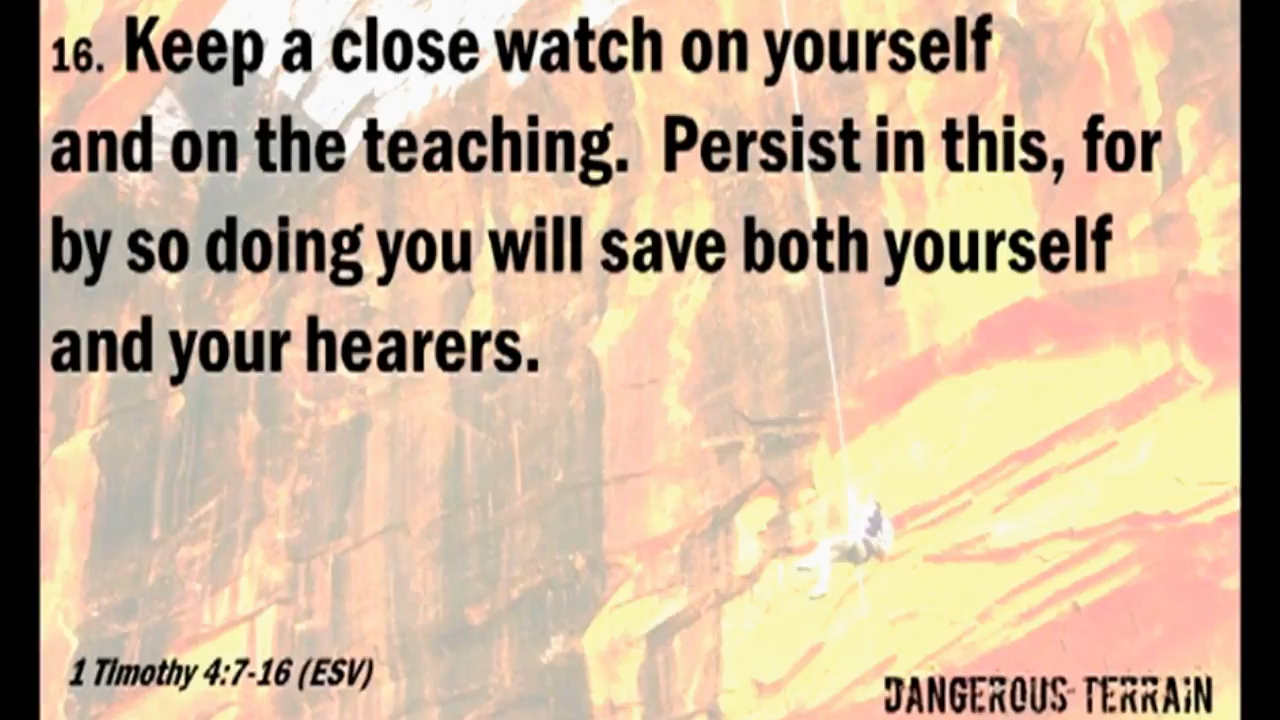 16. Keep a close watch on yourself
and on the teaching.  Persist in this, for
by so doing you will save both yourself
and your hearers.
1 Timothy 4:7-16 (ESV)
DANGEROUS TERRAIN